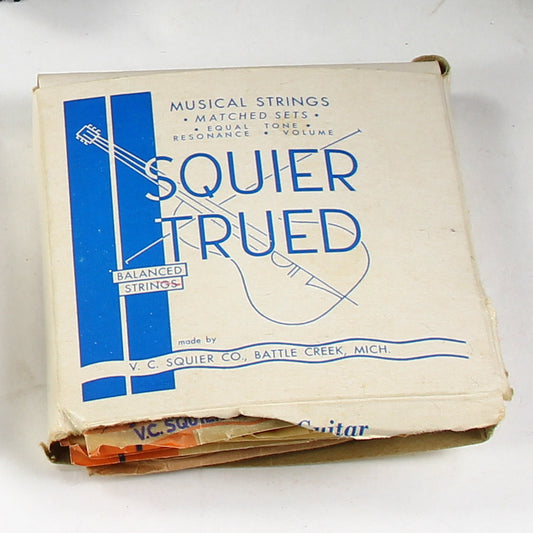 MUSICAL STRINGS
• MATCHED SETS •
• EQUAL TONE •
RESONANCE • VOLUME
SQUIER
TRUED
BALANCED
STRINGS
made by
V. C. SQUIER CO., BATTLE CREEK, MICH.
V.C. SQUIER Guitar